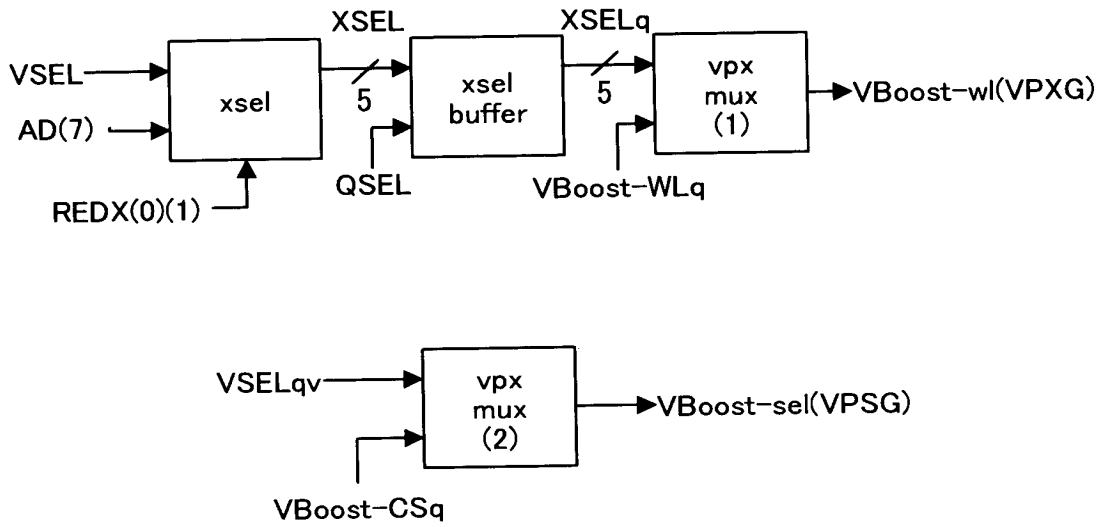 XSEL
XSELq
VSEL
AD(7)
REDX(0)(1)
xsel
5
xsel
buffer
QSEL
5
vpx
mux
(1)
VBoost-WLq
VBoost-wl(VPXG)
VSELqv
vpx
mux
(2)
VBoost-CSq
VBoost-sel(VPSG)